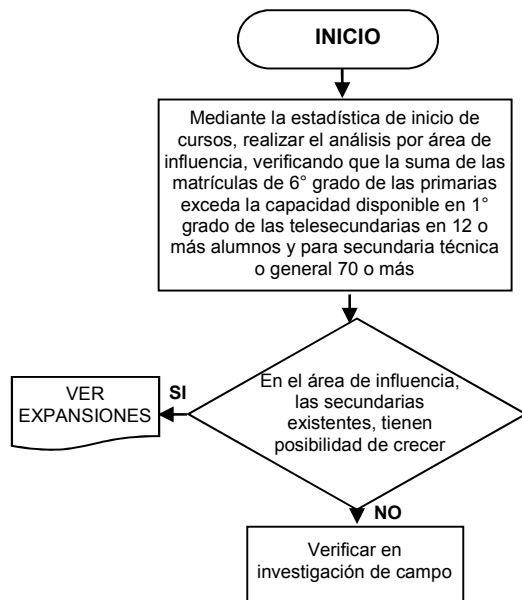 INICIO
Mediante la estadística de inicio de
cursos, realizar el análisis por área de
influencia, verificando que la suma de las
matrículas de 6° grado de las primarias
exceda la capacidad disponible en 1°
grado de las telesecundarias en 12 o
más alumnos y para secundaria técnica
o general 70 o más
En el área de influencia,
las secundarias
existentes, tienen
posibilidad de crecer
SI
VER
EXPANSIONES
NO
Verificar en
investigación de campo